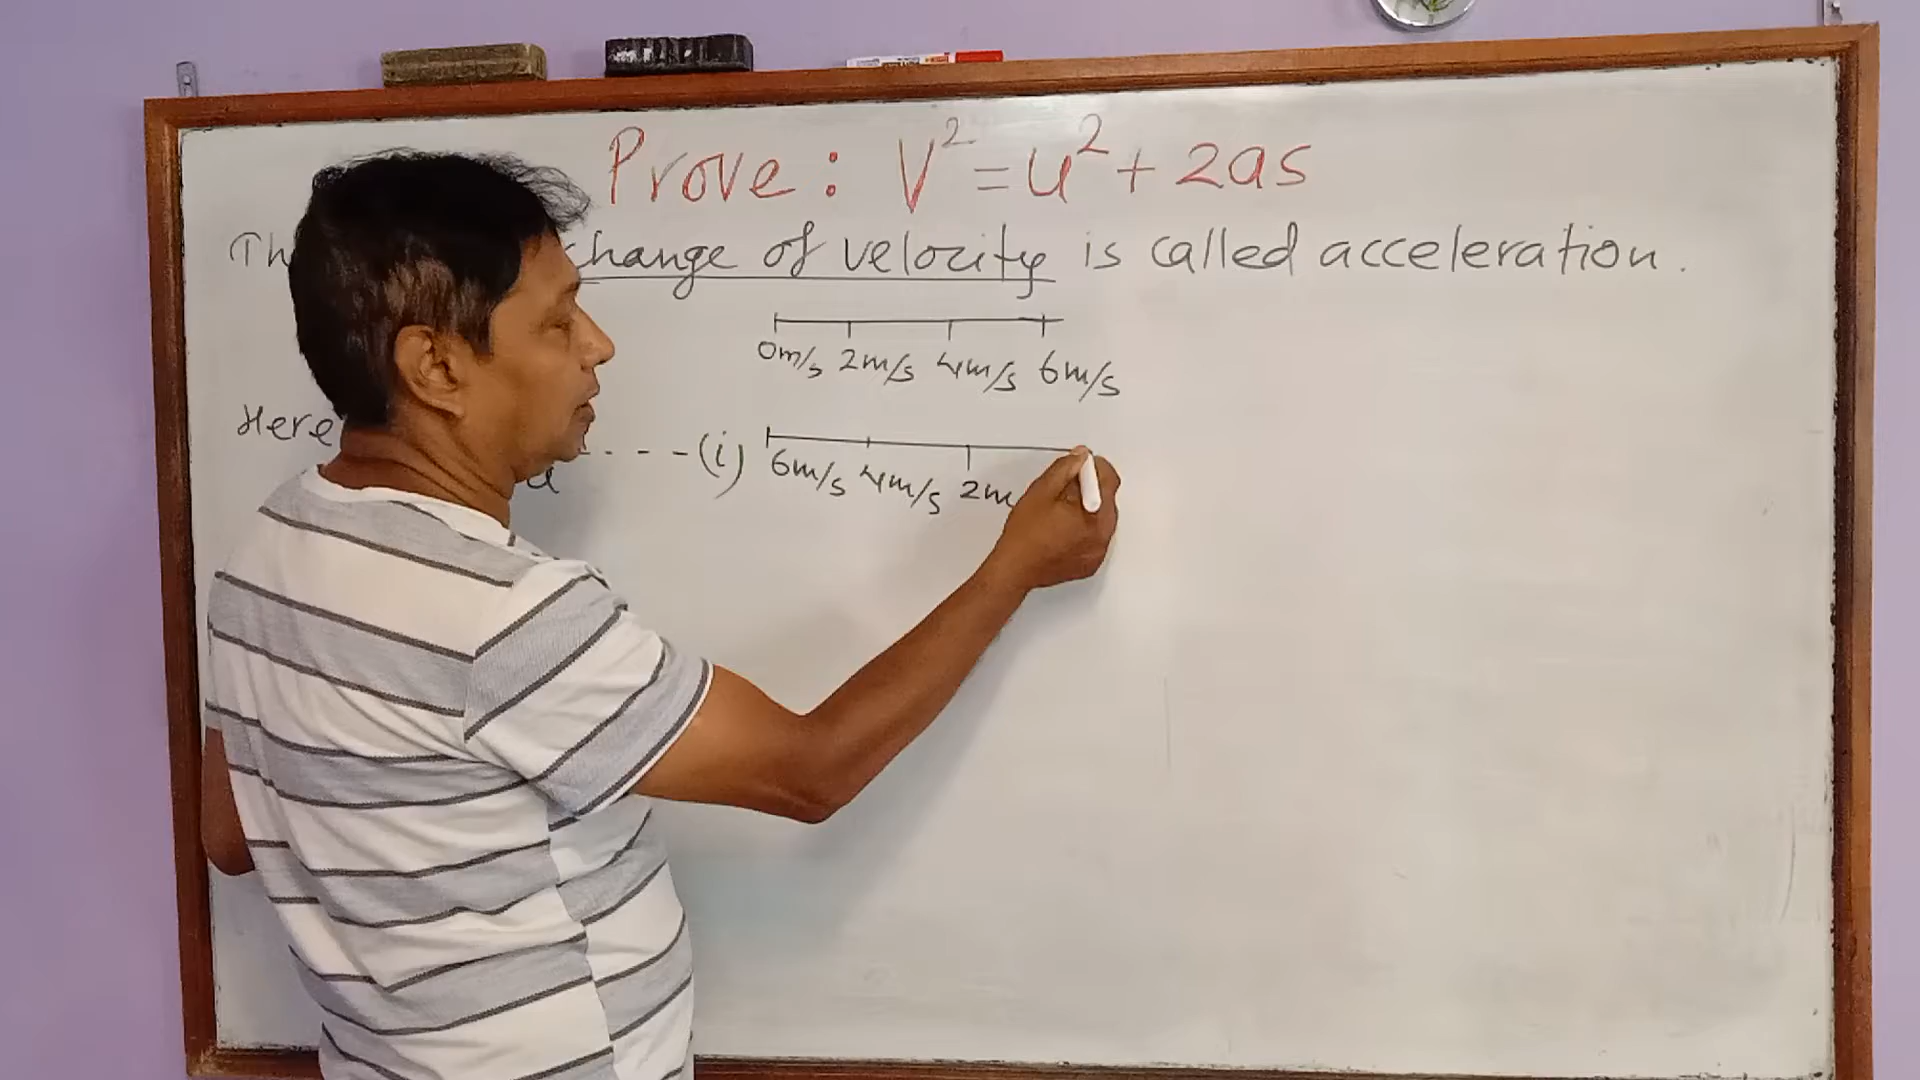 Prove: V² = u² + 2as
change of velocity is called acceleration.
0m/s 2m/s 4m/s 6m/s
Here
----(i)
6m/s 4m/s